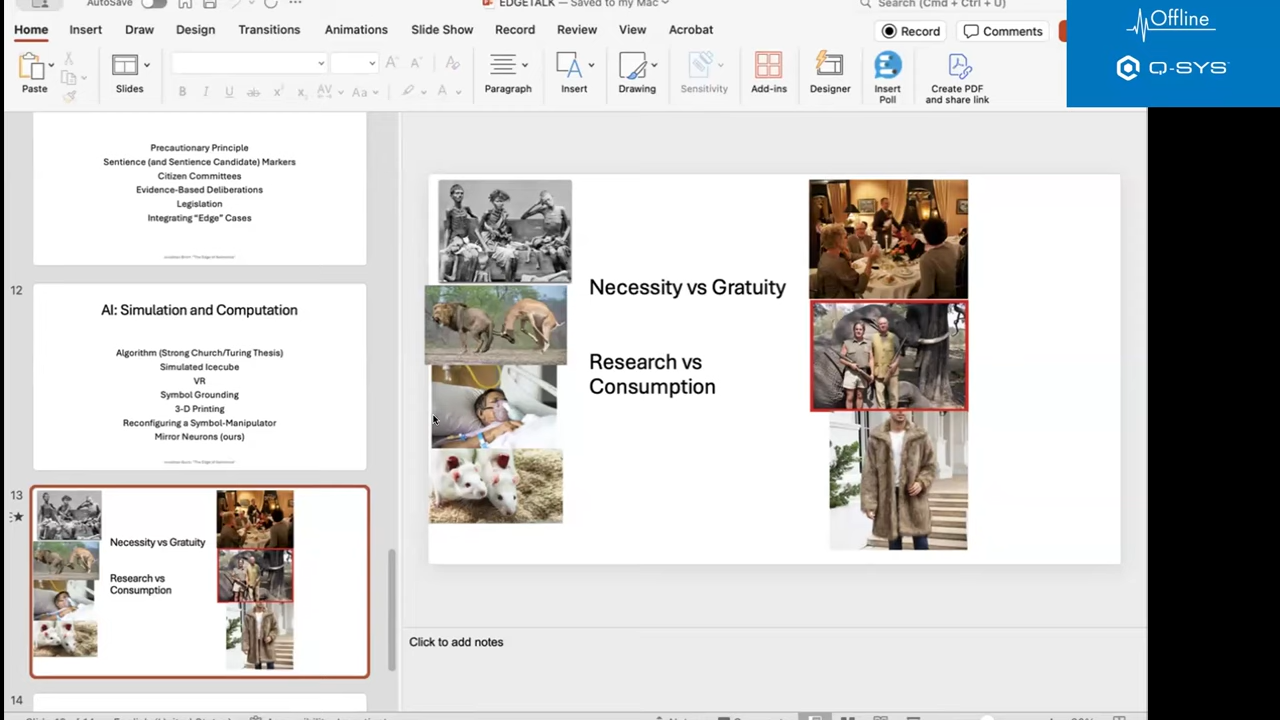 AutoSave
EDGETALK — Saved to my Mac
Search (Cmd + Ctrl + U)
Offline
Q-SYS
Home
Insert
Draw
Design
Transitions
Animations
Slide Show
Record
Review
View
Acrobat
Record
Comments
Paste
Slides
B I U ab x² x₂ AV Aa A
Paragraph
Insert
Drawing
Sensitivity
Add-ins
Designer
Insert
Poll
Create PDF
and share link
Precautionary Principle
Sentience (and Sentience Candidate) Markers
Citizen Committees
Evidence-Based Deliberations
Legislation
Integrating "Edge" Cases
12
AI: Simulation and Computation
Algorithm (Strong Church/Turing Thesis)
Simulated Icecube
VR
Symbol Grounding
3-D Printing
Reconfiguring a Symbol-Manipulator
Mirror Neurons (ours)
13
Necessity vs Gratuity
Research vs
Consumption
14
Necessity vs Gratuity
Research vs
Consumption
Click to add notes